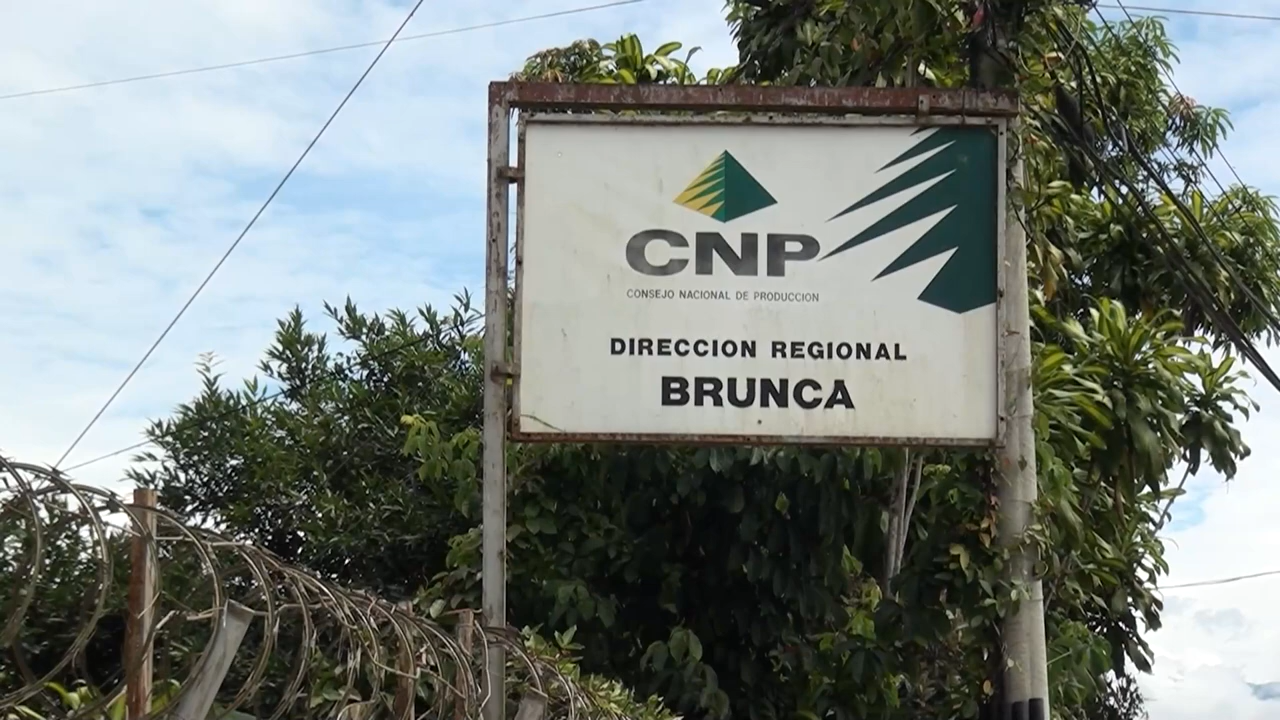 CNP
CONSEJO NACIONAL DE PRODUCCION
DIRECCION REGIONAL
BRUNCA